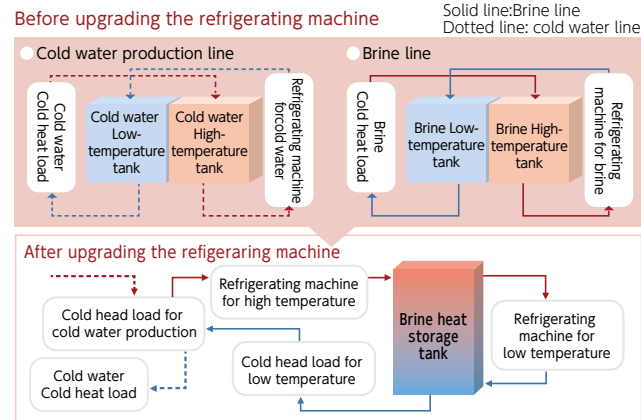 Before upgrading the refrigerating machine
Solid line:Brine line
Dotted line: cold water line
Cold water production line
Brine line
Cold water
Cold heat load
Cold water
Low-
temperature
tank
Cold water
High-
temperature
tank
Refrigerating machine
forcold water
Brine
Cold heat load
Brine Low-
temperature
tank
Brine High-
temperature
tank
Refrigerating
machine for brine
After upgrading the refigeraring machine
Cold head load for
cold water production
Refrigerating machine
for high temperature
Brine heat
storage
tank
Refrigerating
machine for
low temperature
Cold head load for
low temperature
Cold water
Cold heat load